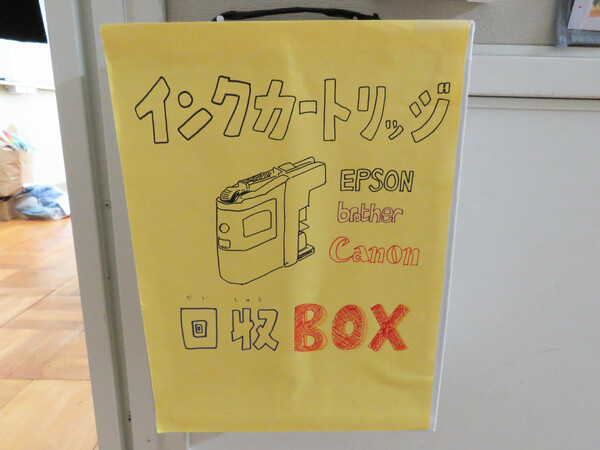 インクカートリッジ
EPSON
brother
Canon
かい しゅう
回収BOX